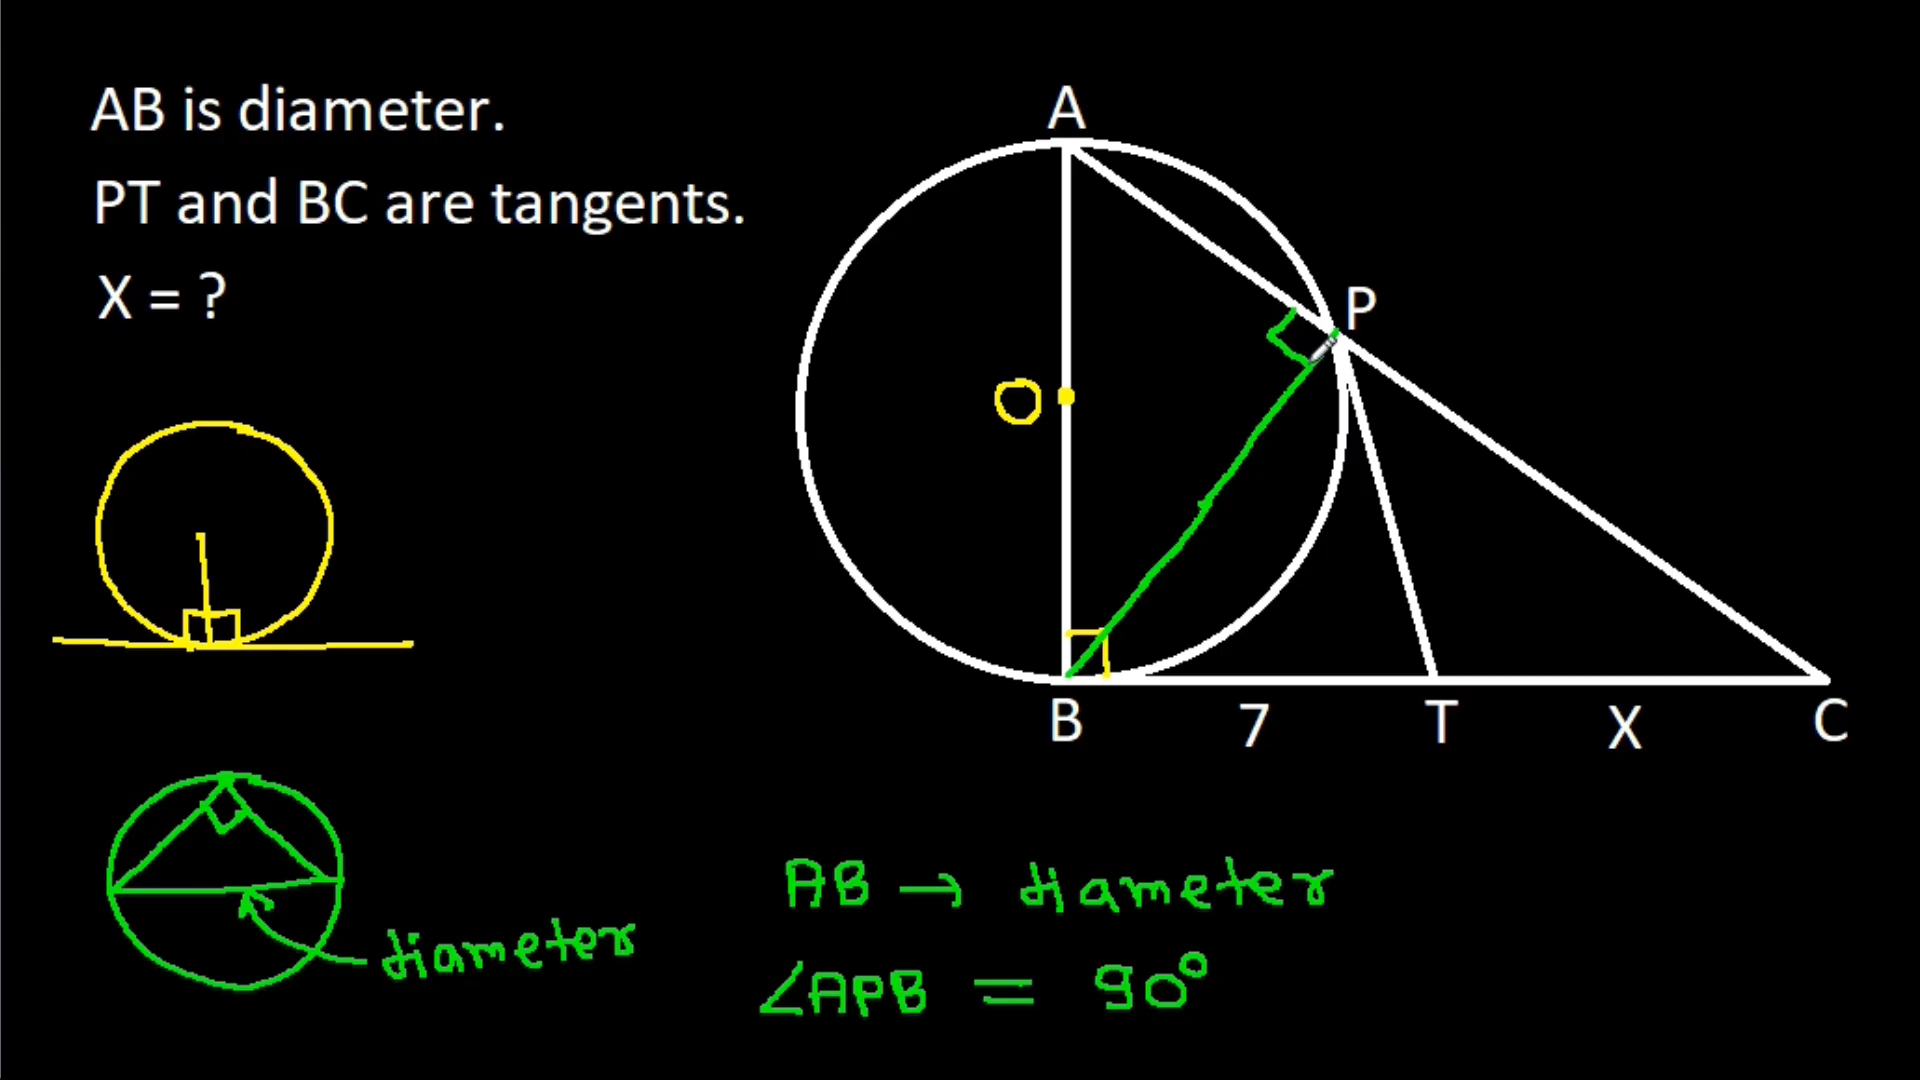 AB is diameter.
PT and BC are tangents.
X = ?
A
P
O
B 7 T X C
diameter
AB → diameter
∠APB = 90°